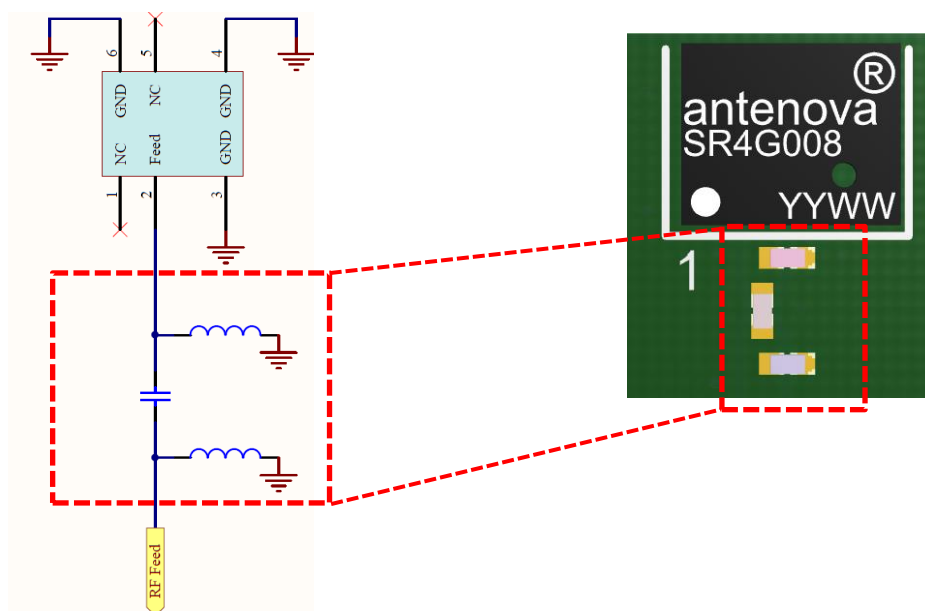 6
5
4
GND
NC
GND
NC
Feed
GND
1
2
3
RF Feed
®
antenova
SR4G008
YYWW
1